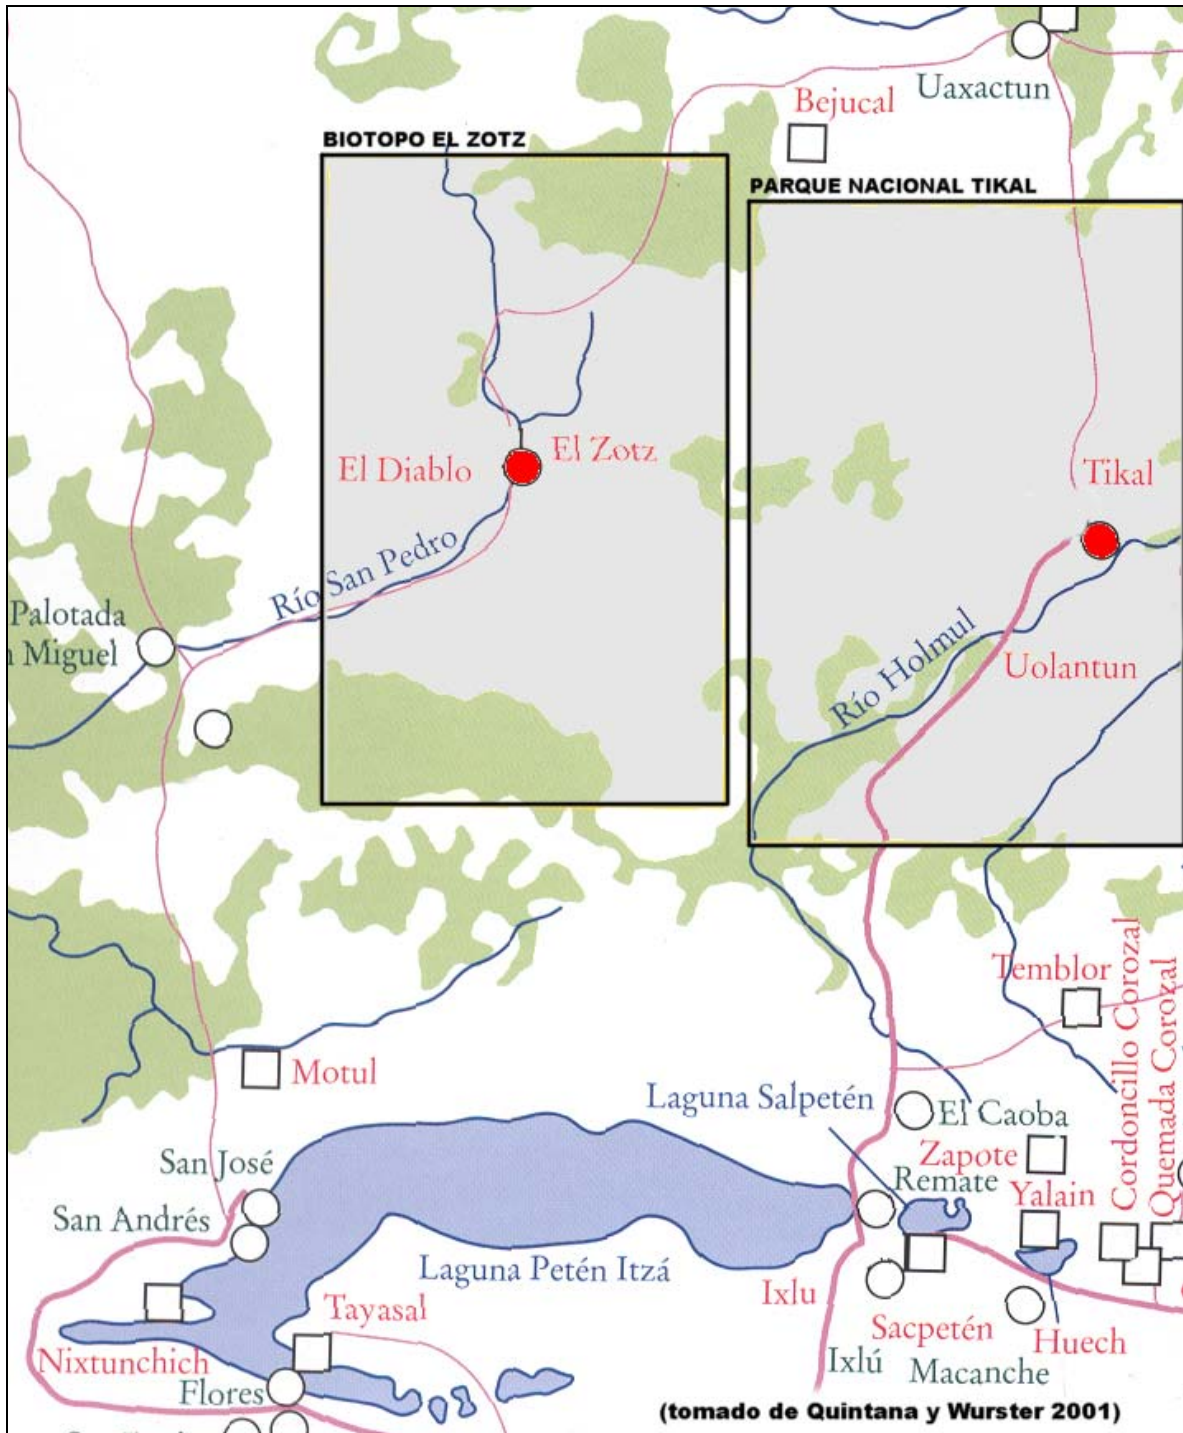 Uaxactun
Bejucal
BIOTOPO EL ZOTZ
PARQUE NACIONAL TIKAL
El Zotz
El Diablo
Tikal
Río San Pedro
Palotada
Miguel
Río Holmul
Uolantun
Temblor
Cordoncillo Corozal
Quemada Corozal
Motul
Laguna Salpetén
El Caoba
Zapote
San José
Remate
Yalain
San Andrés
Laguna Petén Itzá
Ixlu
Tayasal
Sacpetén
Huech
Nixtunchich
Ixlú
Macanche
Flores
(tomado de Quintana y Wurster 2001)